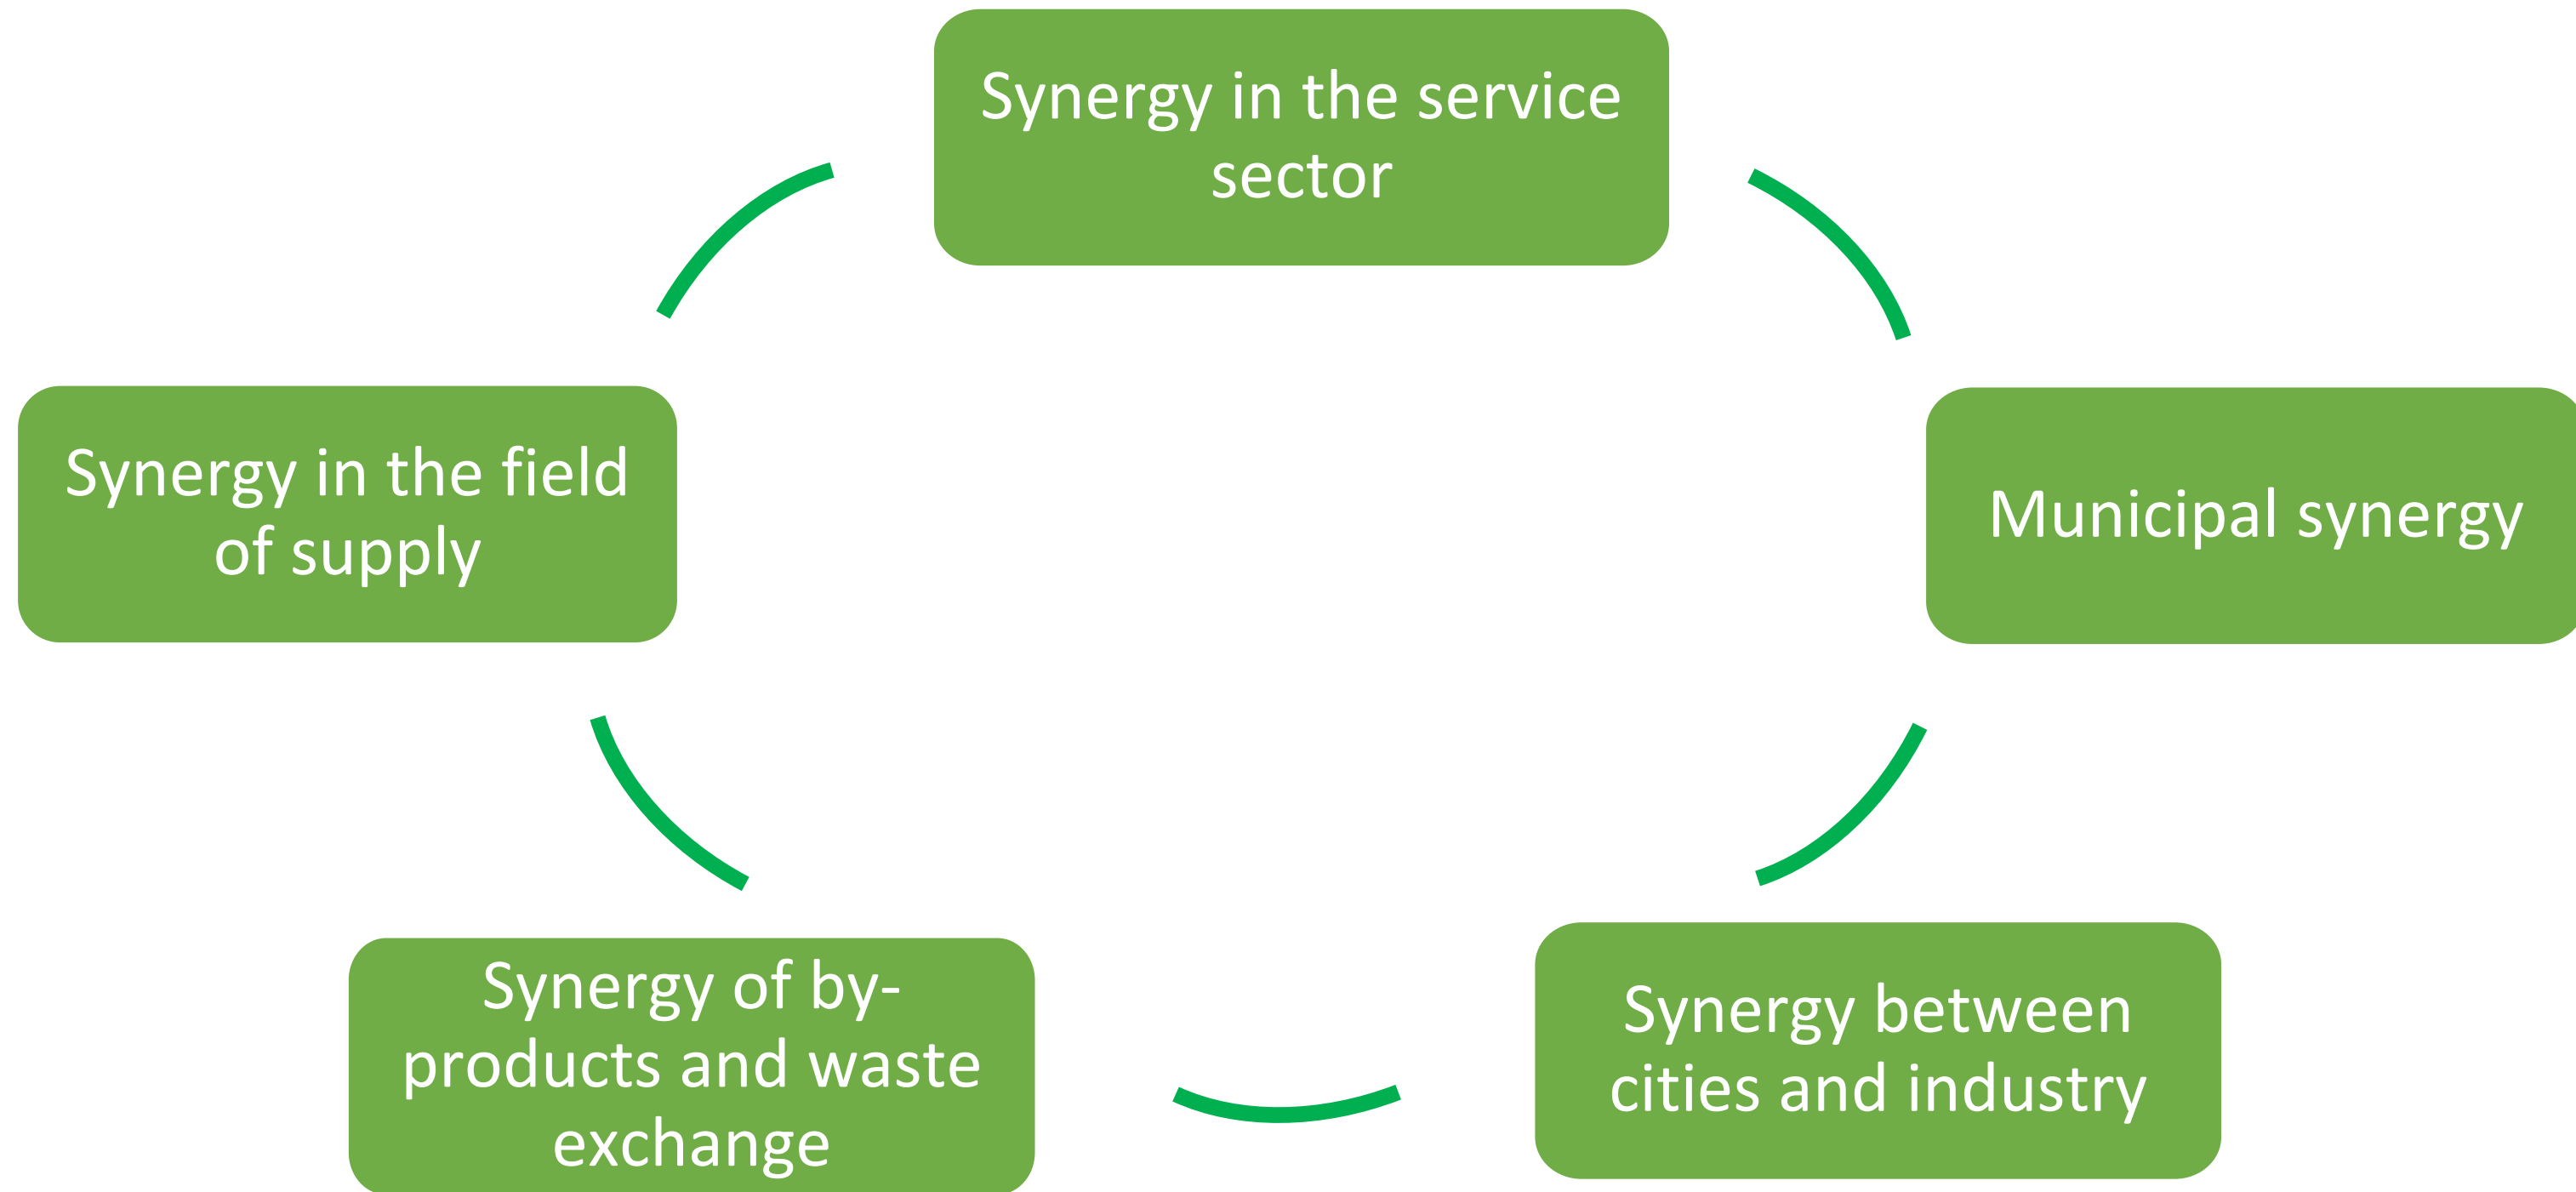 Synergy in the service
sector
Synergy in the field
of supply
Municipal synergy
Synergy of by-
products and waste
exchange
Synergy between
cities and industry